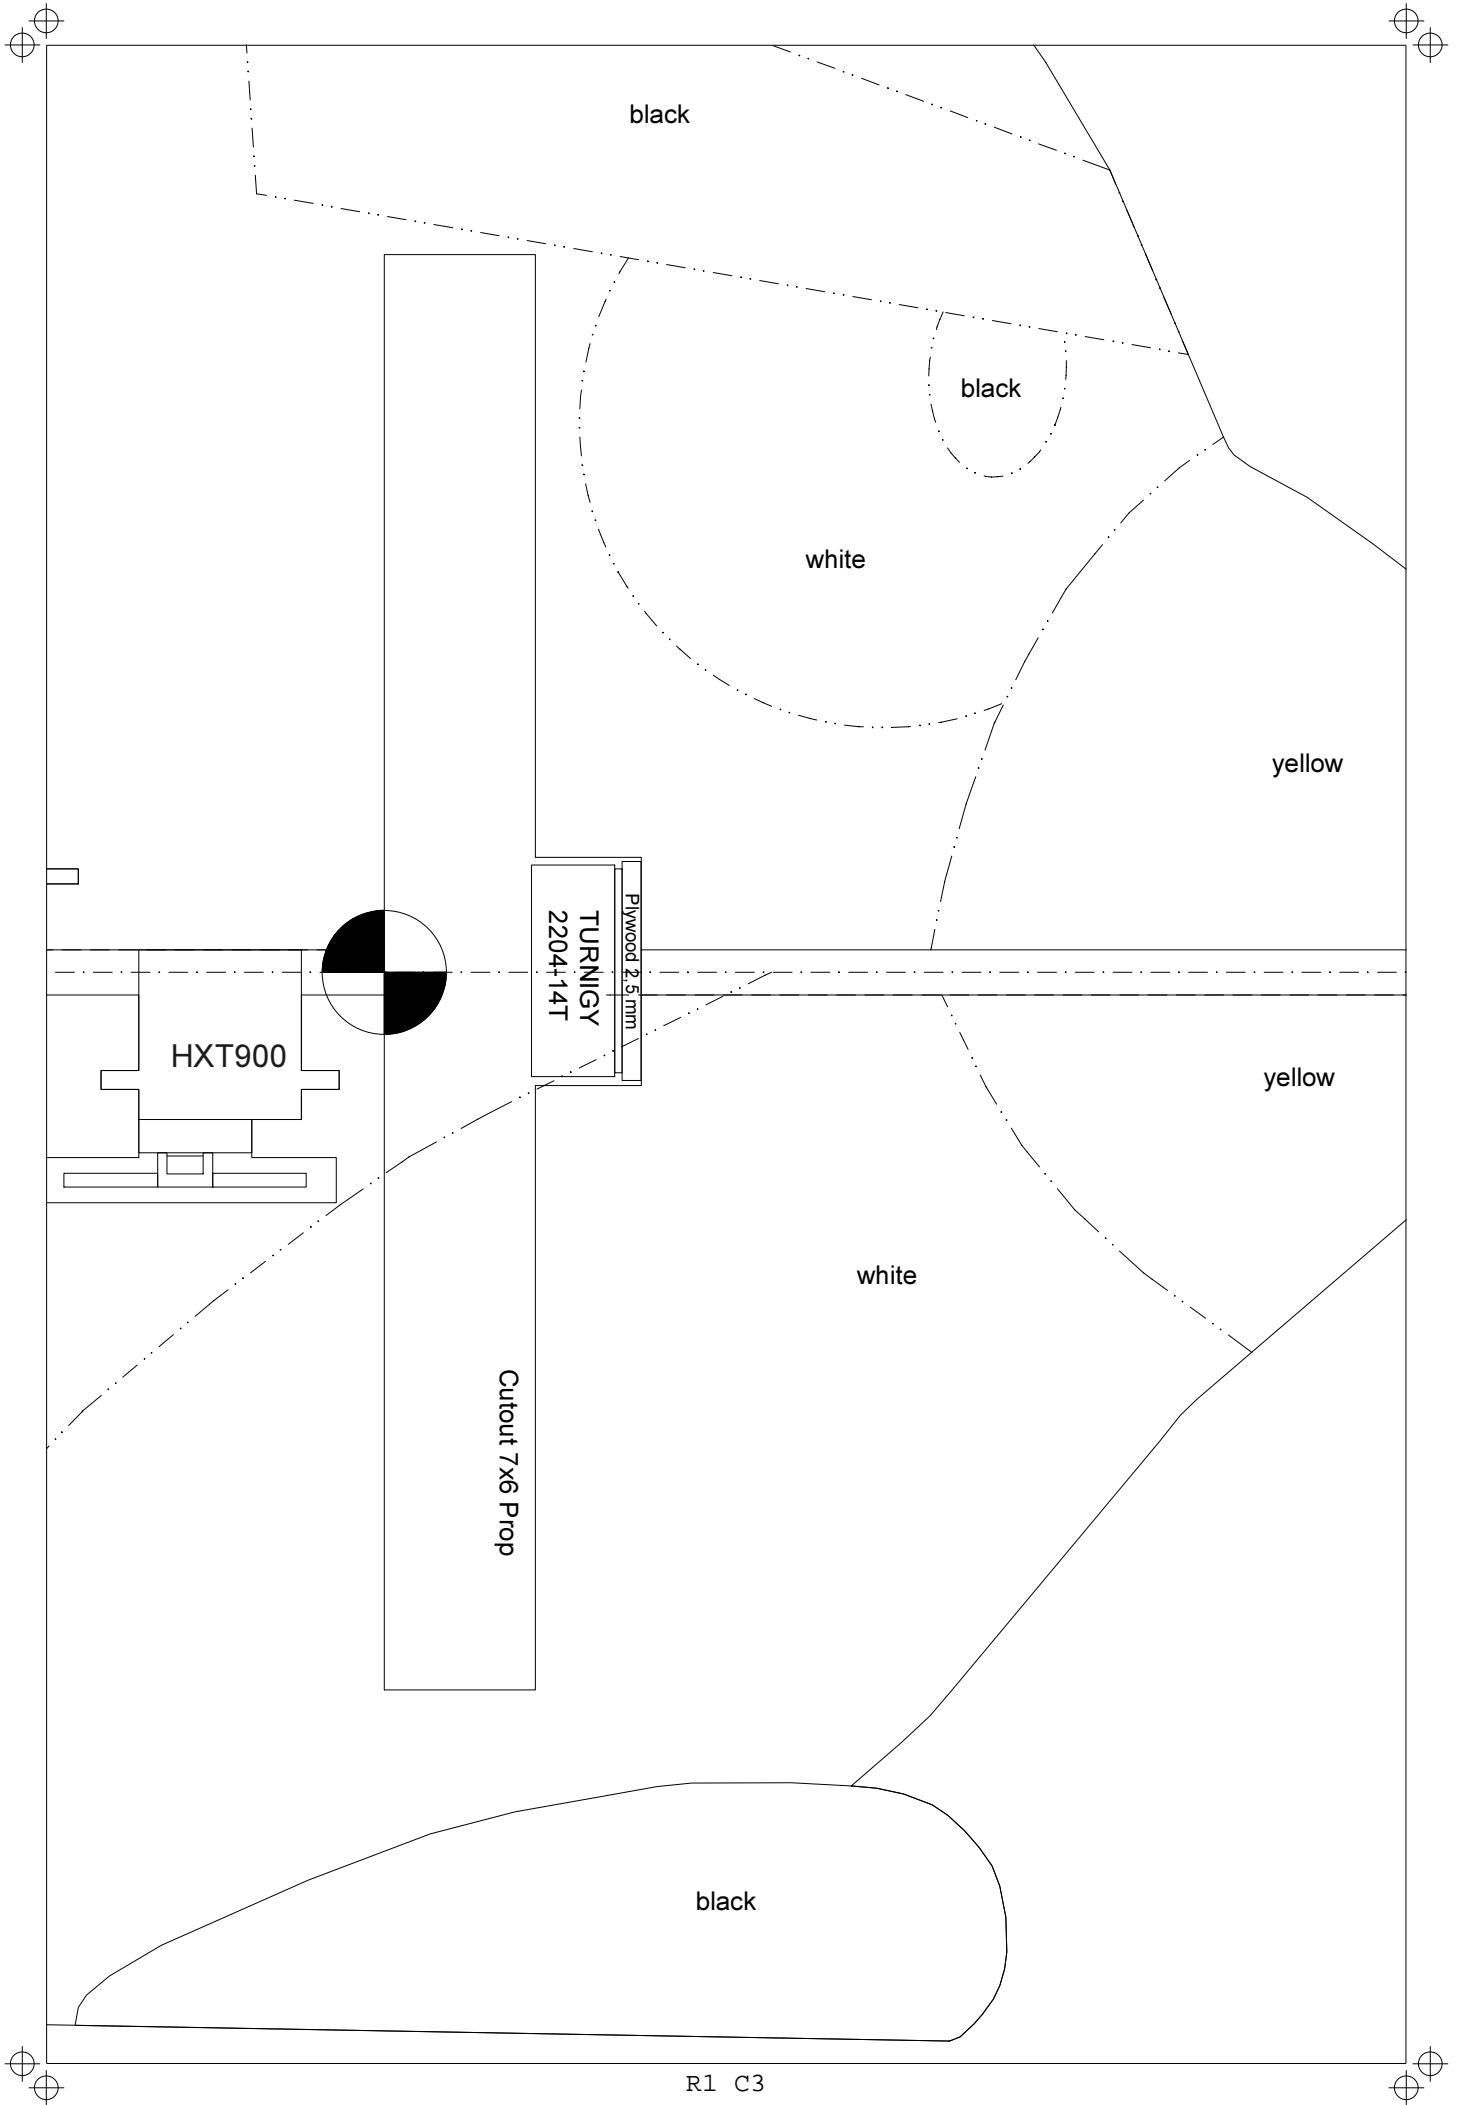 black
black
white
yellow
Plywood 2,5 mm
TURNIGY
2204-14T
HXT900
yellow
white
Cutout 7x6 Prop
black
R1 C3